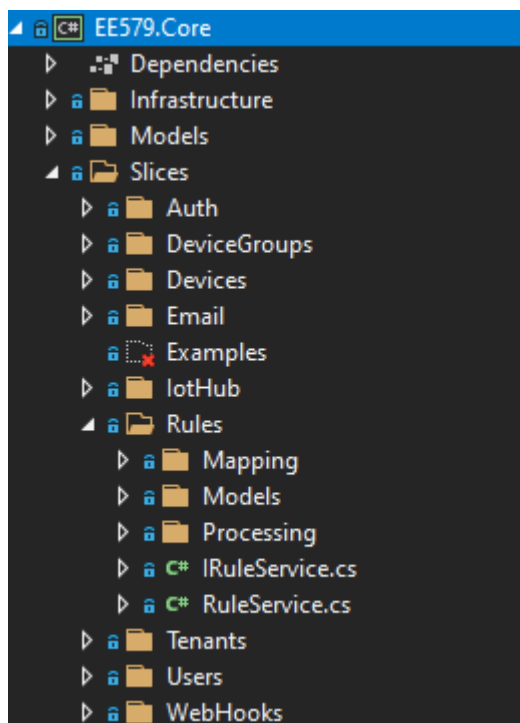 C# EE579.Core
Dependencies
Infrastructure
Models
Slices
Auth
DeviceGroups
Devices
Email
Examples
IotHub
Rules
Mapping
Models
Processing
C# IRuleService.cs
C# RuleService.cs
Tenants
Users
WebHooks